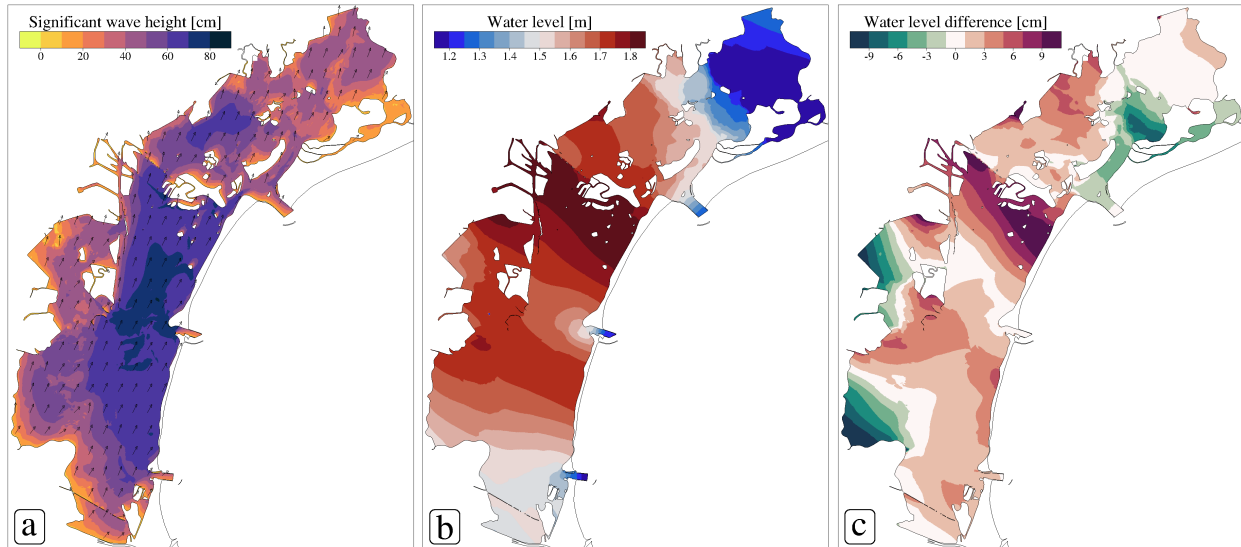 Significant wave height [cm]
0 20 40 60 80
a
Water level [m]
1.2 1.3 1.4 1.5 1.6 1.7 1.8
b
Water level difference [cm]
-9 -6 -3 0 3 6 9
c